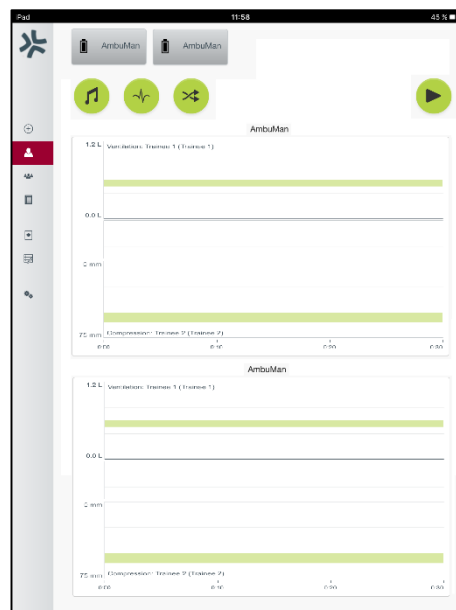 iPad 11:58 45 %
AmbuMan AmbuMan
AmbuMan
1.2 L Ventilation: Trainee 1 (Trainee 1)
0.0 L
0 mm
75 mm Compression: Trainee 2 (Trainee 2)
0:00 0:10 0:20 0:30
AmbuMan
1.2 L Ventilation: Trainee 1 (Trainee 1)
0.0 L
0 mm
75 mm Compression: Trainee 2 (Trainee 2)
0:00 0:10 0:20 0:30